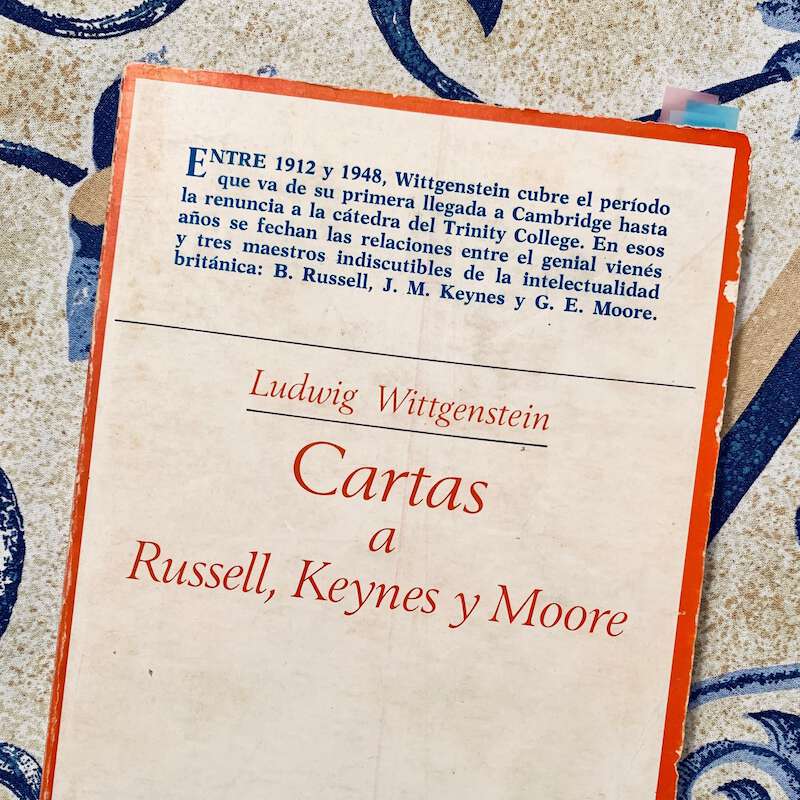 ENTRE 1912 y 1948, Wittgenstein cubre el período
que va de su primera llegada a Cambridge hasta
la renuncia a la cátedra del Trinity College. En esos
años se fechan las relaciones entre el genial vienés
y tres maestros indiscutibles de la intelectualidad
británica: B. Russell, J. M. Keynes y G. E. Moore.
Ludwig Wittgenstein
Cartas
a
Russell, Keynes y Moore